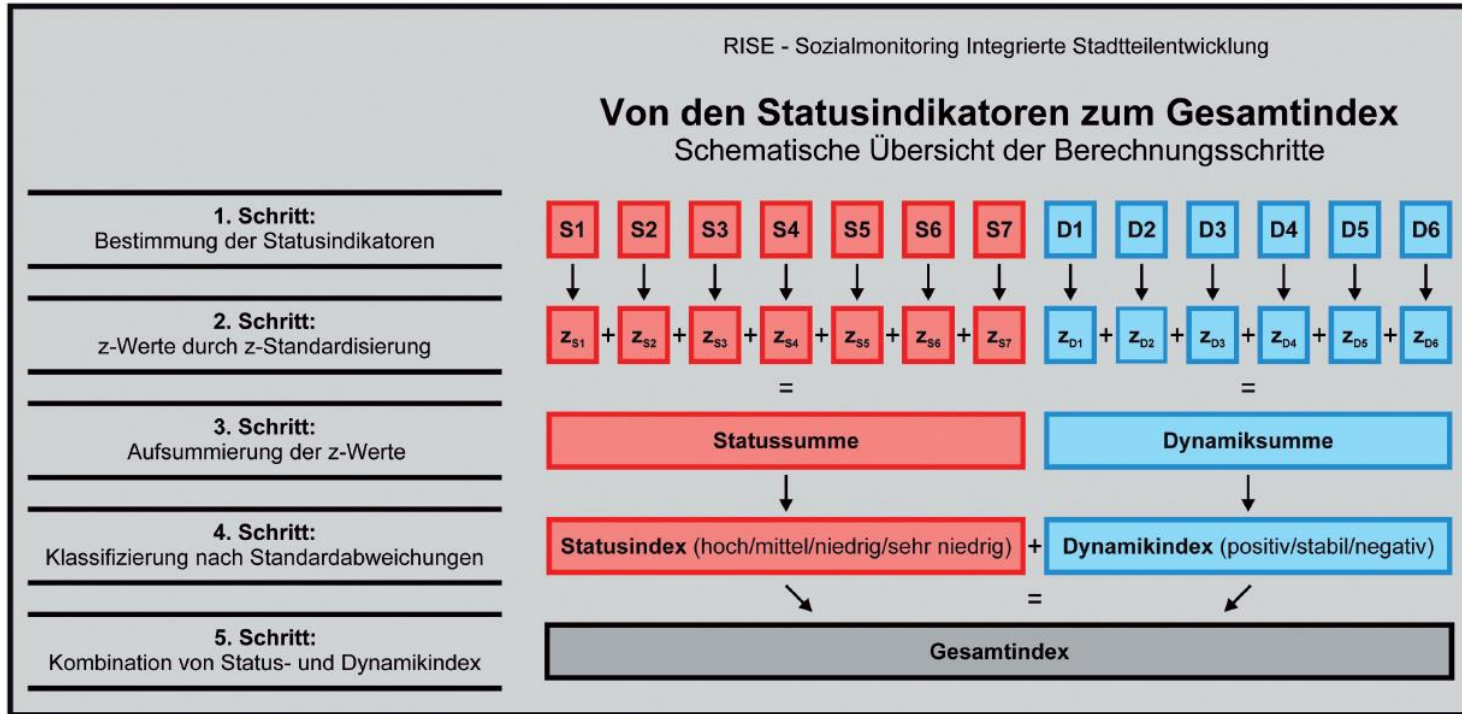 RISE - Sozialmonitoring Integrierte Stadtteilentwicklung
Von den Statusindikatoren zum Gesamtindex
Schematische Übersicht der Berechnungsschritte
1. Schritt:
Bestimmung der Statusindikatoren
S1 S2 S3 S4 S5 S6 S7 D1 D2 D3 D4 D5 D6
2. Schritt:
z-Werte durch z-Standardisierung
zS1 + zS2 + zS3 + zS4 + zS5 + zS6 + zS7 zD1 + zD2 + zD3 + zD4 + zD5 + zD6
= =
3. Schritt:
Aufsummierung der z-Werte
Statussumme Dynamiksumme
4. Schritt:
Klassifizierung nach Standardabweichungen
Statusindex (hoch/mittel/niedrig/sehr niedrig) + Dynamikindex (positiv/stabil/negativ)
=
5. Schritt:
Kombination von Status- und Dynamikindex
Gesamtindex